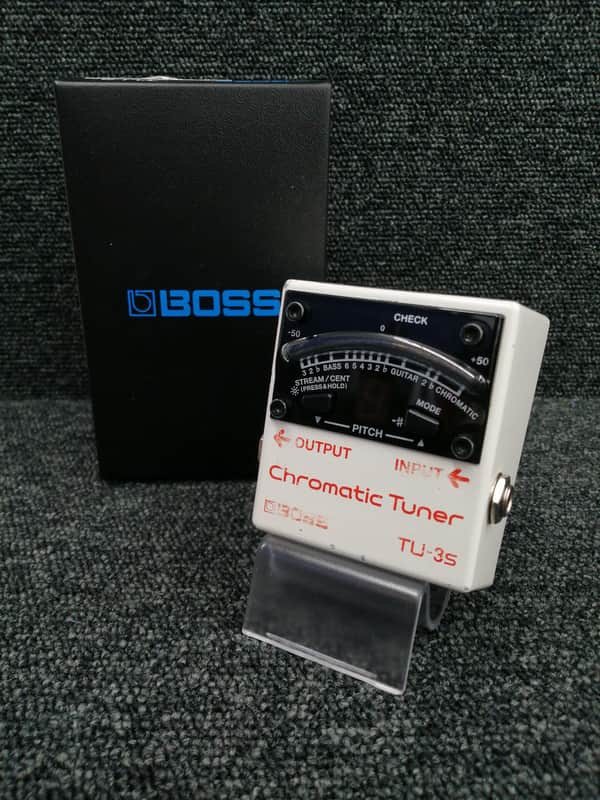 BOSS
CHECK
-50 0 +50
3 2 ♭ BASS 6 5 4 3 2 ♭ GUITAR 2 ♭ CHROMATIC
STREAM/CENT
(PRESS&HOLD)
MODE
-#
▼ PITCH ▲
← OUTPUT
INPUT ←
Chromatic Tuner
BOSS
TU-3s